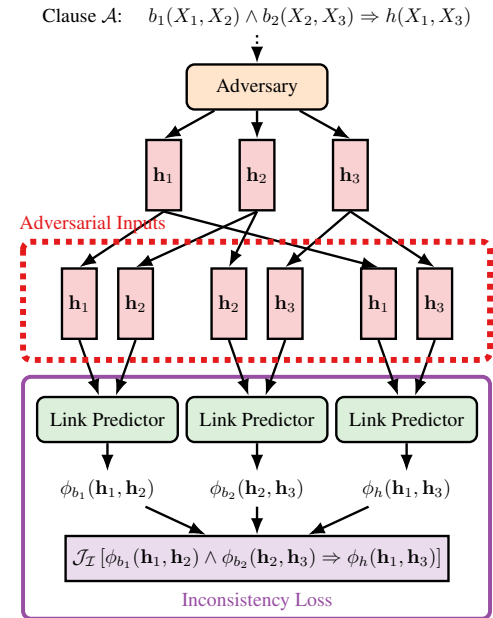 Clause 𝒜: b₁(X₁, X₂) ∧ b₂(X₂, X₃) ⇒ h(X₁, X₃)
Adversary
h₁ h₂ h₃
Adversarial Inputs
h₁ h₂ h₂ h₃ h₁ h₃
Link Predictor Link Predictor Link Predictor
ϕ_{b₁}(h₁, h₂) ϕ_{b₂}(h₂, h₃) ϕ_h(h₁, h₃)
𝒥_ℐ [ϕ_{b₁}(h₁, h₂) ∧ ϕ_{b₂}(h₂, h₃) ⇒ ϕ_h(h₁, h₃)]
Inconsistency Loss